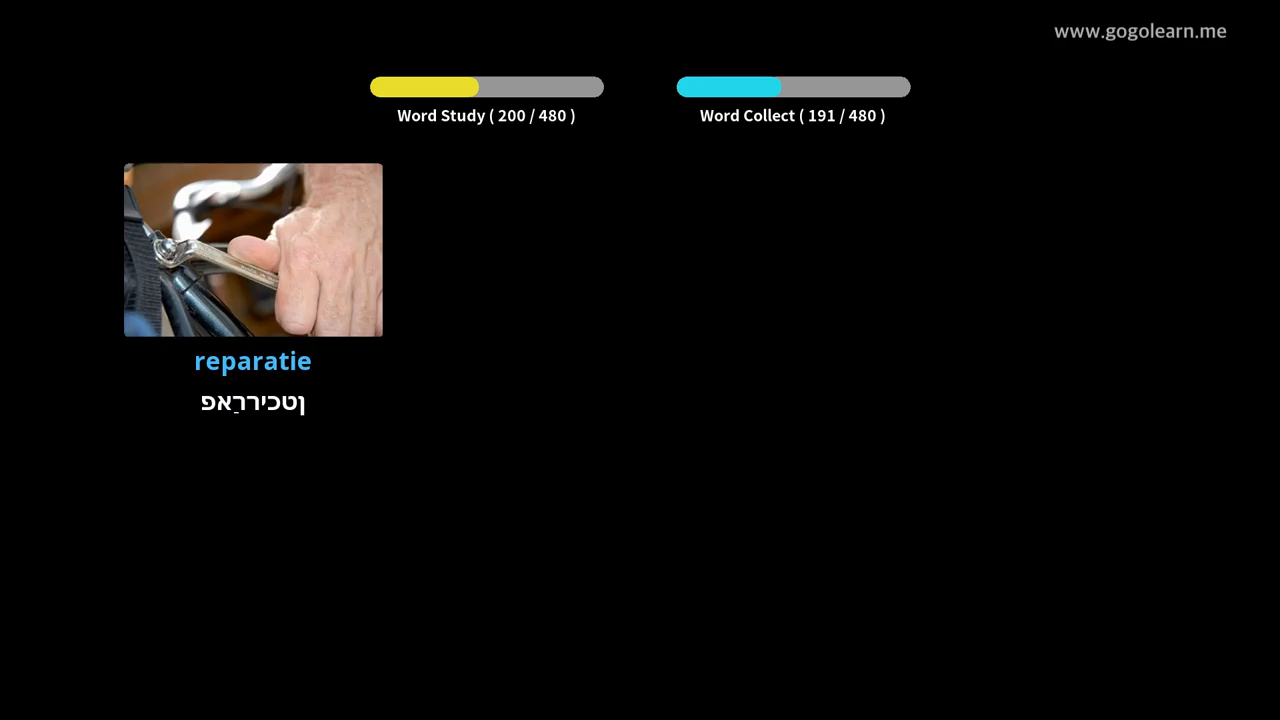 www.gogolearn.me
Word Study ( 200 / 480 )
Word Collect ( 191 / 480 )
reparatie
פאַרריכטן